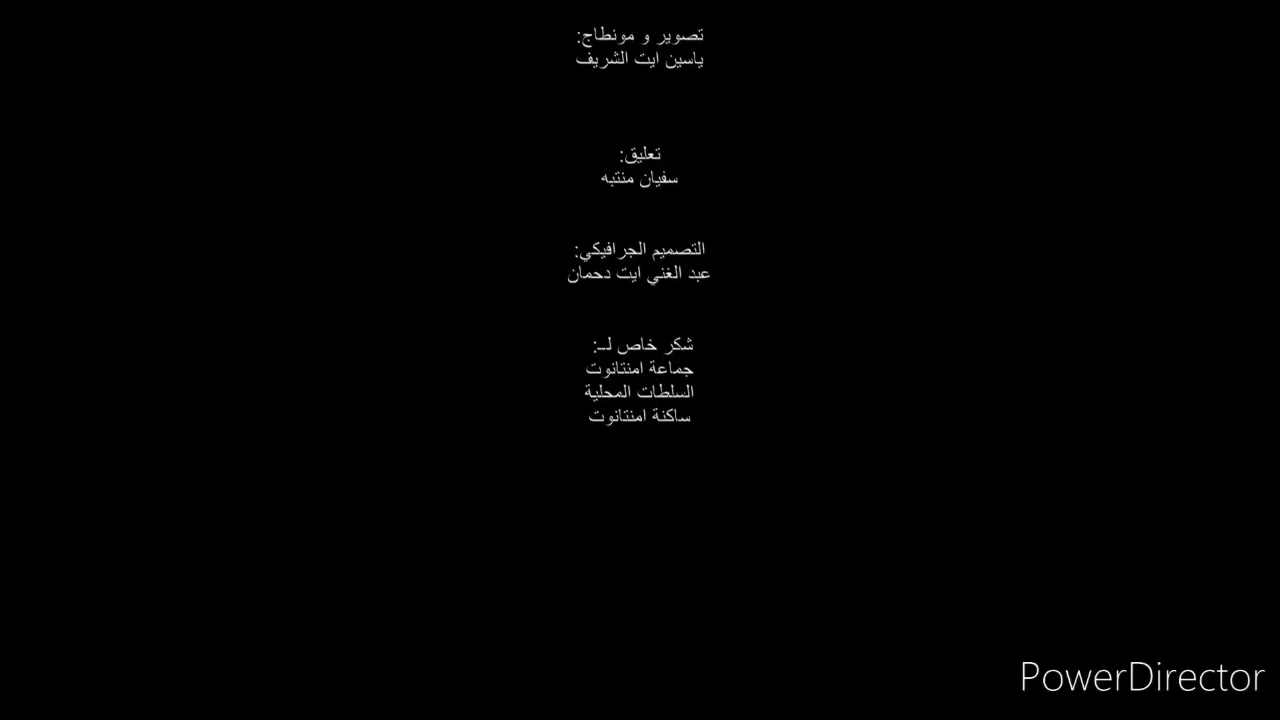 تصوير و مونطاج:
ياسين ايت الشريف
تعليق:
سفيان منتبه
التصميم الجرافيكي:
عبد الغني ايت دحمان
شكر خاص لــ:
جماعة امنتانوت
السلطات المحلية
ساكنة امنتانوت
PowerDirector